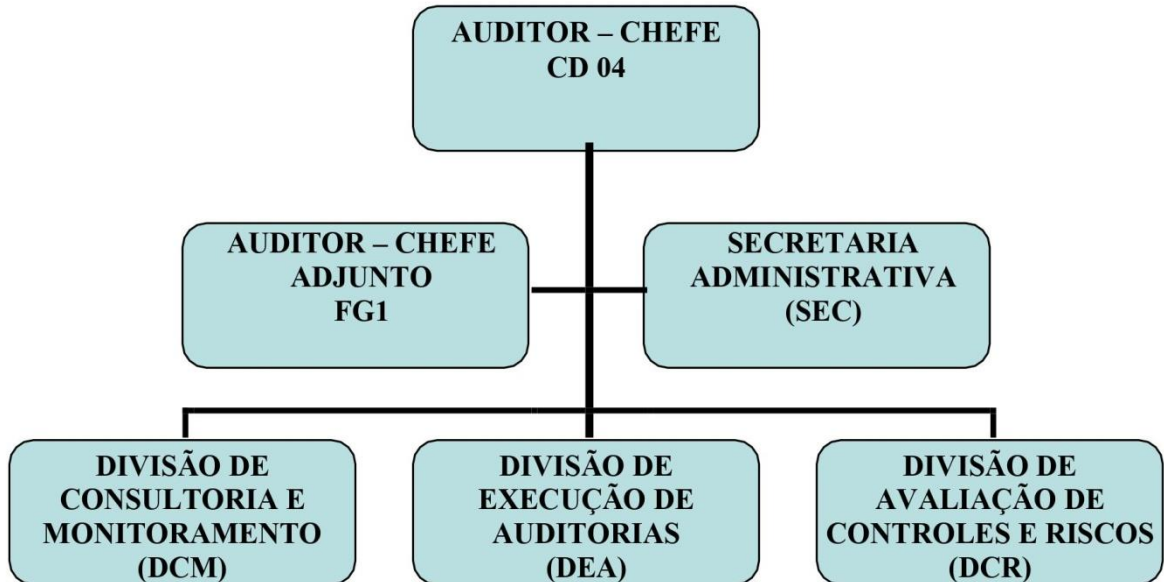 AUDITOR – CHEFE
CD 04
AUDITOR – CHEFE
ADJUNTO
FG1
SECRETARIA
ADMINISTRATIVA
(SEC)
DIVISÃO DE
CONSULTORIA E
MONITORAMENTO
(DCM)
DIVISÃO DE
EXECUÇÃO DE
AUDITORIAS
(DEA)
DIVISÃO DE
AVALIAÇÃO DE
CONTROLES E RISCOS
(DCR)